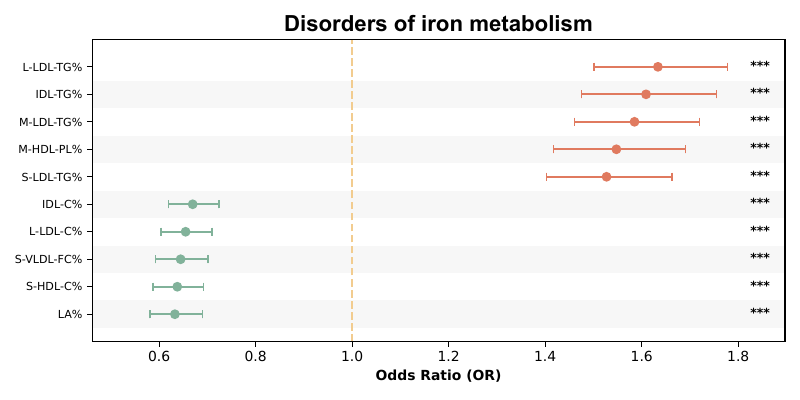 Disorders of iron metabolism
L-LDL-TG% ***
IDL-TG% ***
M-LDL-TG% ***
M-HDL-PL% ***
S-LDL-TG% ***
IDL-C% ***
L-LDL-C% ***
S-VLDL-FC% ***
S-HDL-C% ***
LA% ***
0.6 0.8 1.0 1.2 1.4 1.6 1.8
Odds Ratio (OR)